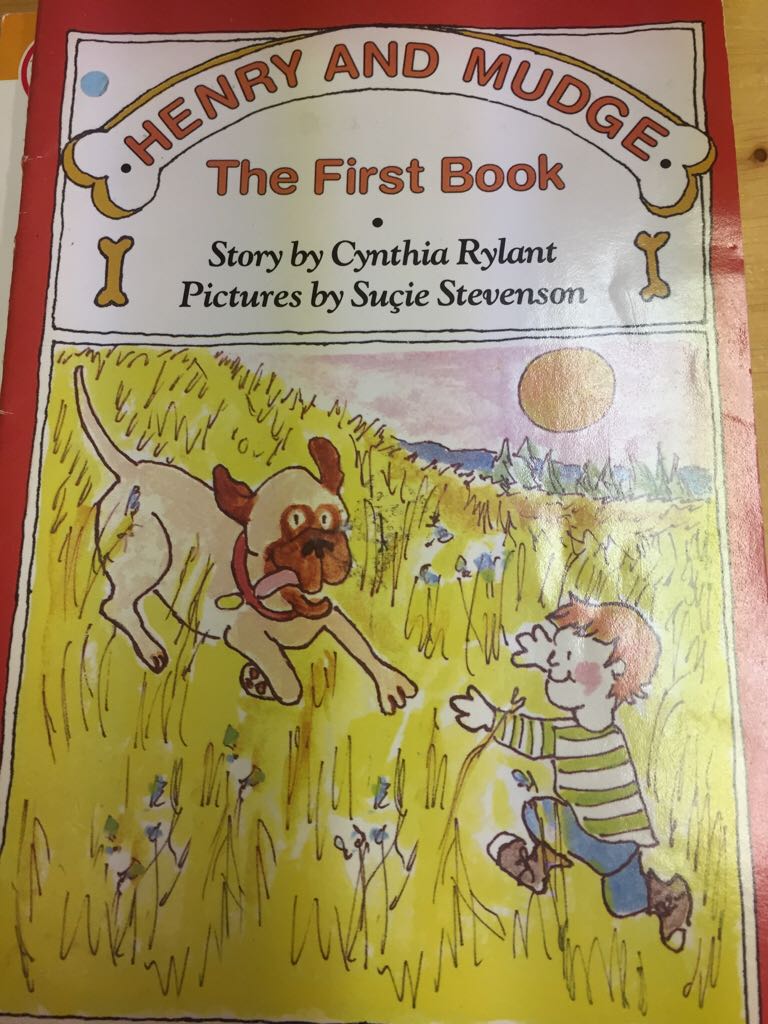 HENRY AND MUDGE
The First Book
Story by Cynthia Rylant
Pictures by Suçie Stevenson